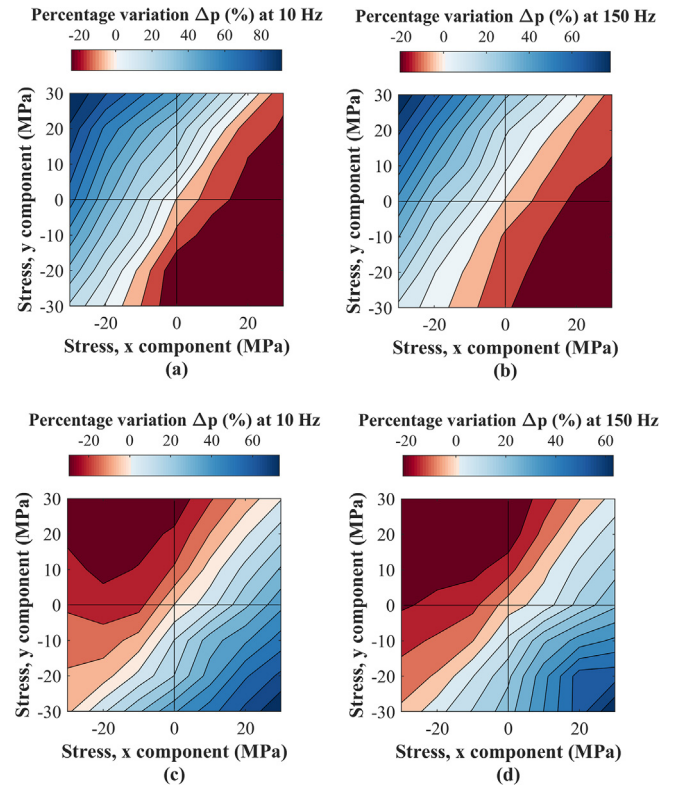 Percentage variation Δp (%) at 10 Hz
-20 0 20 40 60 80
Stress, y component (MPa)
30
20
10
0
-10
-20
-30
-20 0 20
Stress, x component (MPa)
(a)
Percentage variation Δp (%) at 150 Hz
-20 0 20 40 60
Stress, y component (MPa)
30
20
10
0
-10
-20
-30
-20 0 20
Stress, x component (MPa)
(b)
Percentage variation Δp (%) at 10 Hz
-20 0 20 40 60
Stress, y component (MPa)
30
20
10
0
-10
-20
-30
-20 0 20
Stress, x component (MPa)
(c)
Percentage variation Δp (%) at 150 Hz
-20 0 20 40 60
Stress, y component (MPa)
30
20
10
0
-10
-20
-30
-20 0 20
Stress, x component (MPa)
(d)